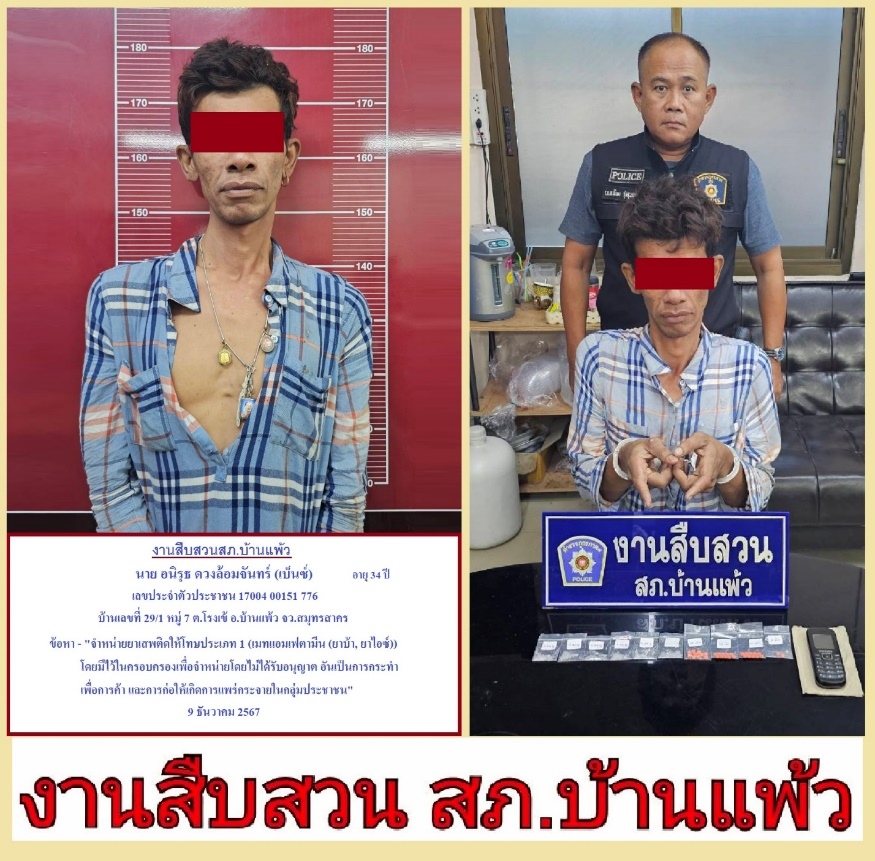 180
170
160
150
140
งานสืบสวนสภ.บ้านแพ้ว
นาย อนิรุธ ดวงล้อมจันทร์ (เบ็นซ์) อายุ 34 ปี
เลขประจำตัวประชาชน 17004 00151 776
บ้านเลขที่ 29/1 หมู่ 7 ต.โรงเข้ อ.บ้านแพ้ว จว.สมุทรสาคร
ข้อหา - "จำหน่ายยาเสพติดให้โทษประเภท 1 (เมทแอมเฟตามีน (ยาบ้า, ยาไอซ์))
โดยมีไว้ในครอบครองเพื่อจำหน่ายโดยไม่ได้รับอนุญาต อันเป็นการกระทำ
เพื่อการค้า และการก่อให้เกิดการแพร่กระจายในกลุ่มประชาชน"
9 ธันวาคม 2567
POLICE
POLICE
งานสืบสวน
สภ.บ้านแพ้ว
งานสืบสวน สภ.บ้านแพ้ว